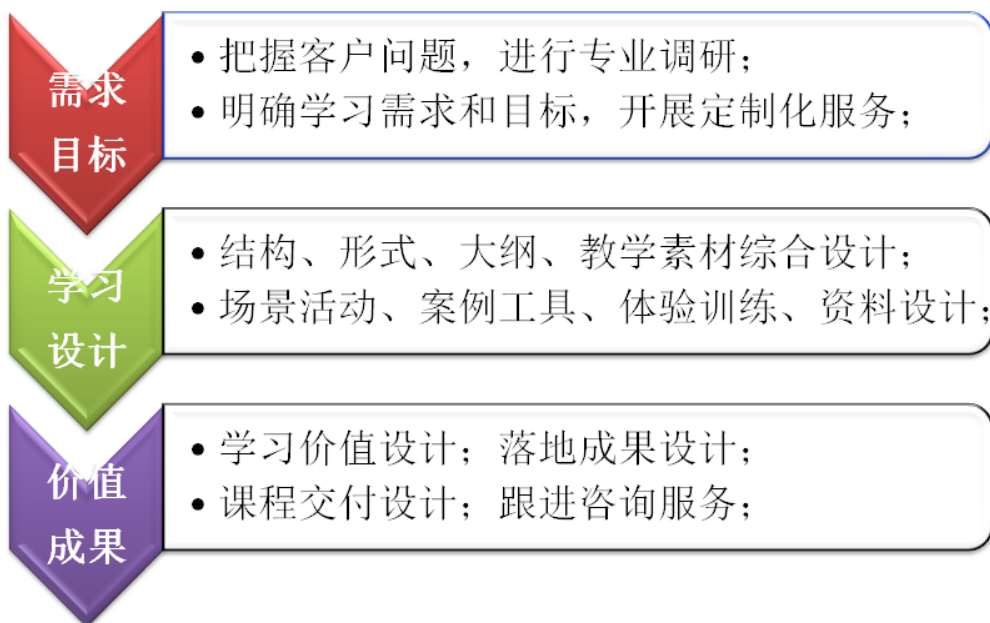 需求
目标
• 把握客户问题，进行专业调研；
• 明确学习需求和目标，开展定制化服务；
学习
设计
• 结构、形式、大纲、教学素材综合设计；
• 场景活动、案例工具、体验训练、资料设计；
价值
成果
• 学习价值设计；落地成果设计；
• 课程交付设计；跟进咨询服务；